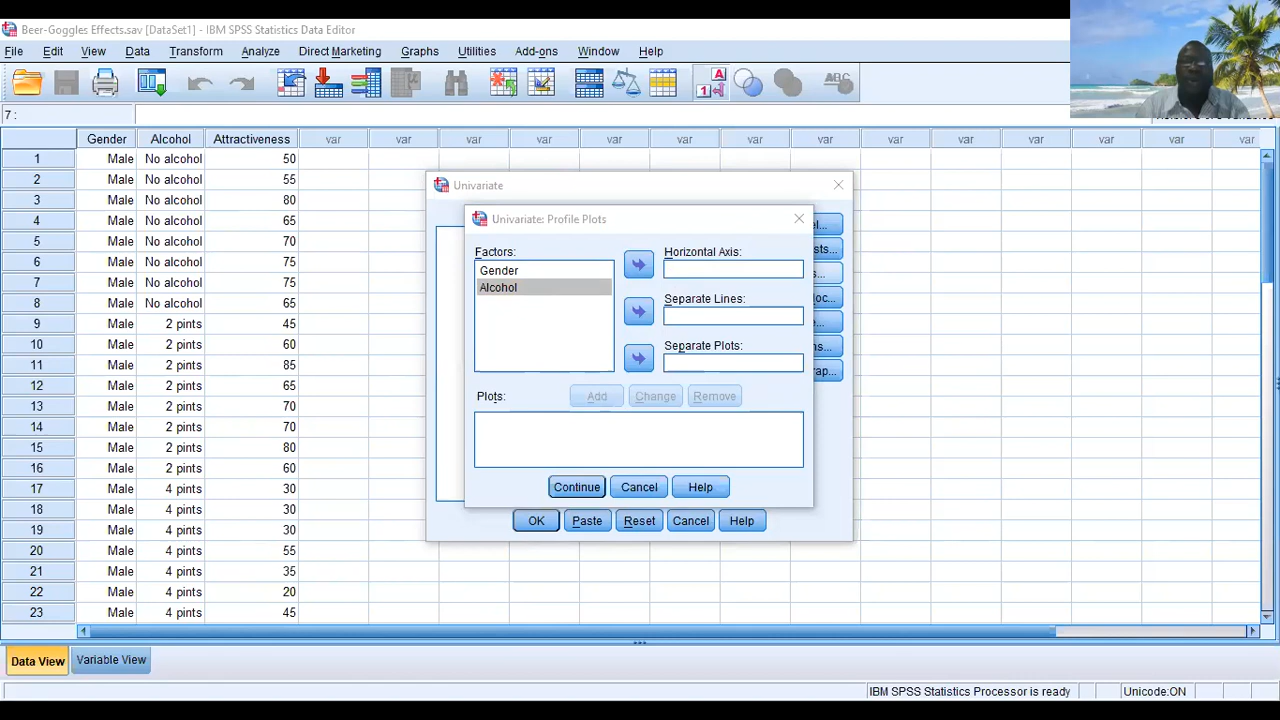 Beer-Goggles Effects.sav [DataSet1] - IBM SPSS Statistics Data Editor
File Edit View Data Transform Analyze Direct Marketing Graphs Utilities Add-ons Window Help
7 :
Gender Alcohol Attractiveness var var var var var var var var var var var var var var
1 Male No alcohol 50
2 Male No alcohol 55
3 Male No alcohol 80
4 Male No alcohol 65
5 Male No alcohol 70
6 Male No alcohol 75
7 Male No alcohol 75
8 Male No alcohol 65
9 Male 2 pints 45
10 Male 2 pints 60
11 Male 2 pints 85
12 Male 2 pints 65
13 Male 2 pints 70
14 Male 2 pints 70
15 Male 2 pints 80
16 Male 2 pints 60
17 Male 4 pints 30
18 Male 4 pints 30
19 Male 4 pints 30
20 Male 4 pints 55
21 Male 4 pints 35
22 Male 4 pints 20
23 Male 4 pints 45
Univariate
Univariate: Profile Plots
Factors:
Gender
Alcohol
Horizontal Axis:
Separate Lines:
Separate Plots:
Plots: Add Change Remove
Continue Cancel Help
OK Paste Reset Cancel Help
Data View Variable View
IBM SPSS Statistics Processor is ready Unicode:ON